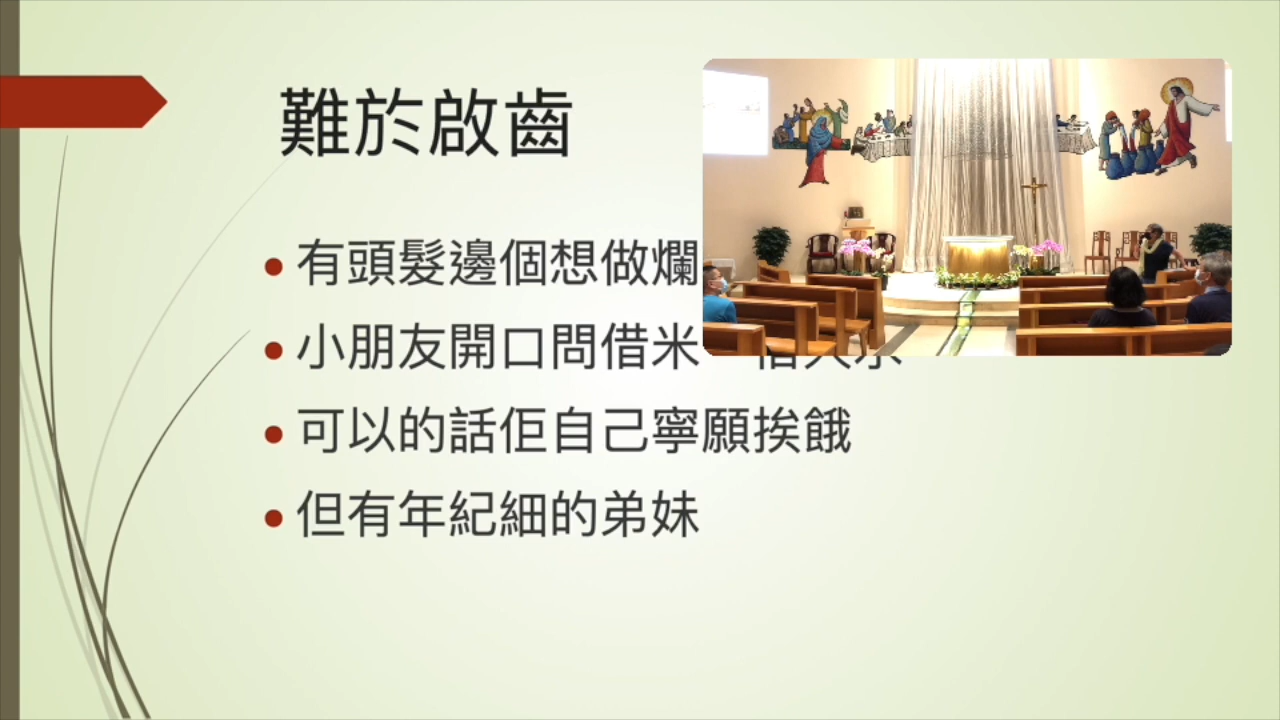 難於啟齒
有頭髮邊個想做爛
小朋友開口問借米
可以的話佢自己寧願挨餓
但有年紀細的弟妹